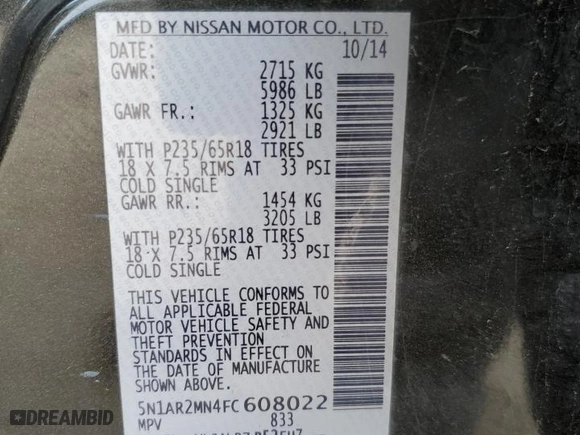 MFD BY NISSAN MOTOR CO., LTD.
DATE: 10/14
GVWR: 2715 KG
5986 LB
GAWR FR.: 1325 KG
2921 LB
WITH P235/65R18 TIRES
18 X 7.5 RIMS AT 33 PSI
COLD SINGLE
GAWR RR.: 1454 KG
3205 LB
WITH P235/65R18 TIRES
18 X 7.5 RIMS AT 33 PSI
COLD SINGLE
THIS VEHICLE CONFORMS TO
ALL APPLICABLE FEDERAL
MOTOR VEHICLE SAFETY AND
THEFT PREVENTION
STANDARDS IN EFFECT ON
THE DATE OF MANUFACTURE
SHOWN ABOVE.
5N1AR2MN4FC608022
MPV 833
DREAMBID